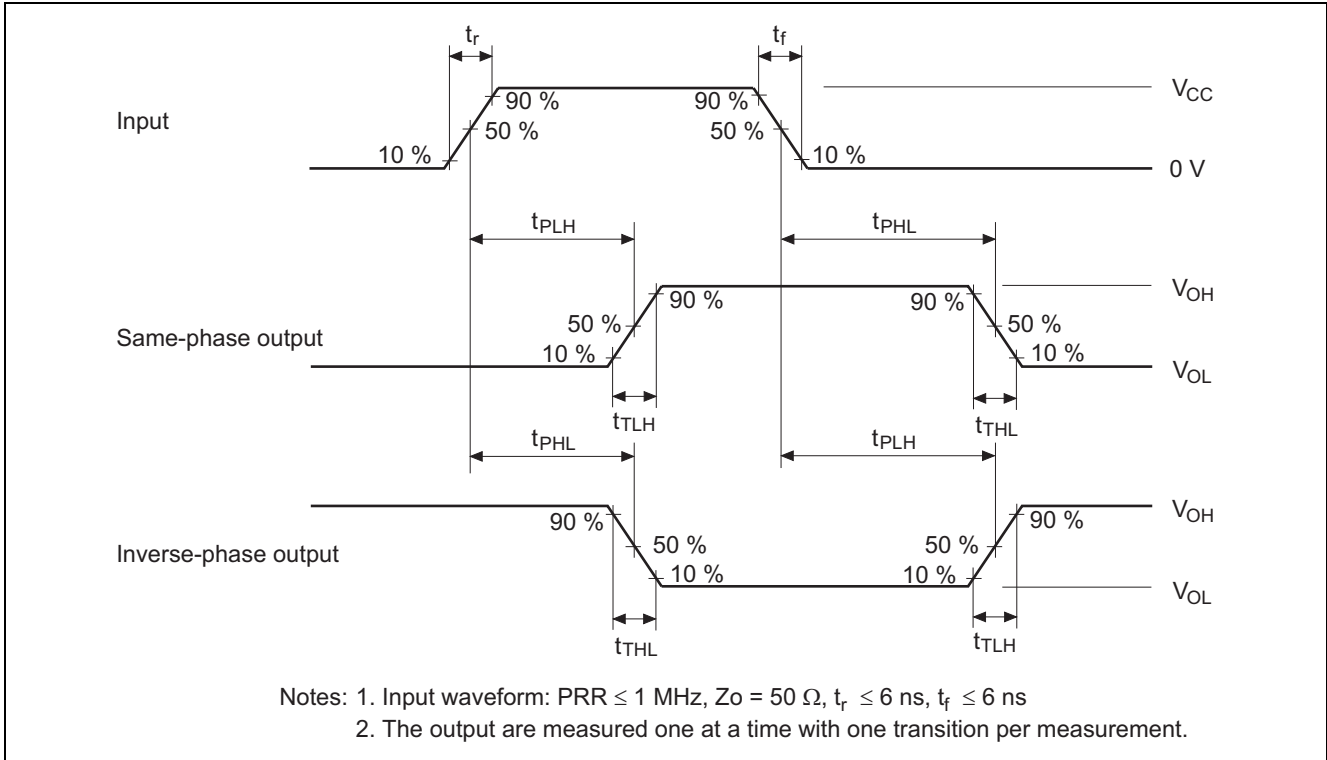 tr tf
VCC
90 % 90 %
Input 50 % 50 %
10 % 10 %
0 V
tPLH tPHL
VOH
90 % 90 %
50 % 50 %
Same-phase output
10 % 10 %
VOL
tTLH tTHL
tPHL tPLH
VOH
90 % 90 %
50 % 50 %
Inverse-phase output
10 % 10 %
VOL
tTHL tTLH
Notes: 1. Input waveform: PRR ≤ 1 MHz, Zo = 50 Ω, tr ≤ 6 ns, tf ≤ 6 ns
2. The output are measured one at a time with one transition per measurement.